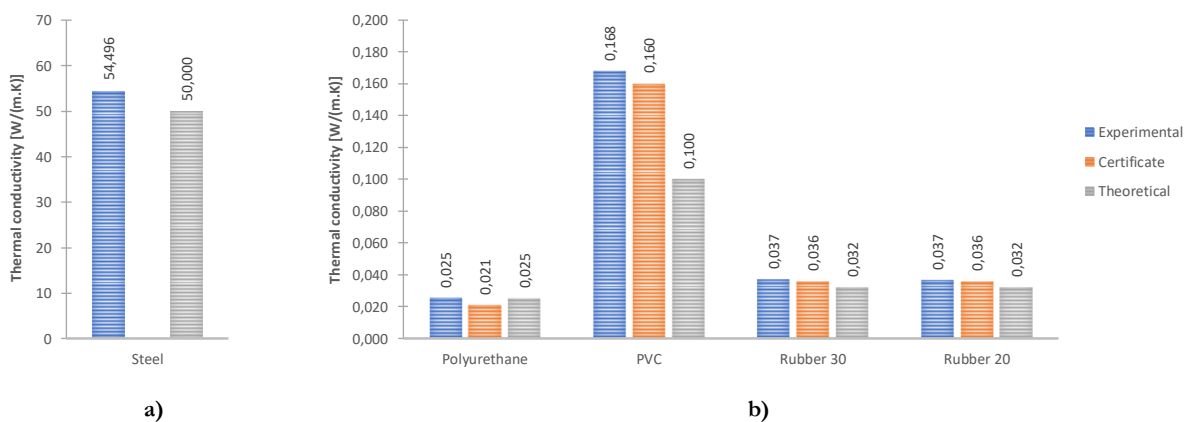 Thermal conductivity [W/(m.K)]
70
60
50
40
30
20
10
0
54,496
50,000
Steel
a)
Thermal conductivity [W/(m.K)]
0,200
0,180
0,160
0,140
0,120
0,100
0,080
0,060
0,040
0,020
0,000
0,025
0,021
0,025
0,168
0,160
0,100
0,037
0,036
0,032
0,037
0,036
0,032
Polyurethane
PVC
Rubber 30
Rubber 20
b)
Experimental
Certificate
Theoretical